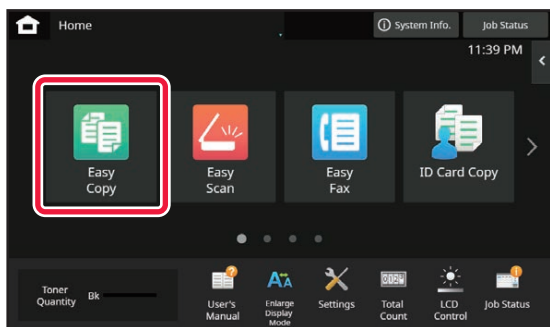 Home
System Info.
Job Status
11:39 PM
Easy
Copy
Easy
Scan
Easy
Fax
ID Card Copy
Toner
Quantity
Bk
User's
Manual
Enlarge
Display
Mode
Settings
Total
Count
LCD
Control
Job Status